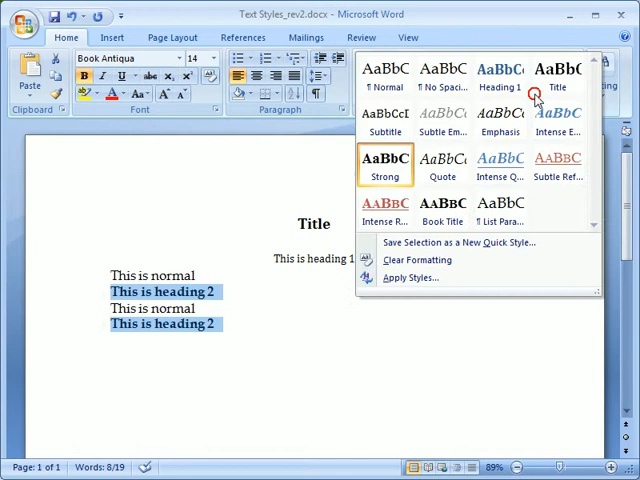 Text Styles_rev2.docx - Microsoft Word
Home Insert Page Layout References Mailings Review View
Book Antiqua 14
Paste
Clipboard Font Paragraph
AaBbC AaBbC AaBbC AaBbC
¶ Normal ¶ No Spaci... Heading 1 Title
AaBbCcI AaBbC AaBbCc AaBbC
Subtitle Subtle Em... Emphasis Intense E...
AaBbC AaBbCc AaBbC AaBbC
Strong Quote Intense Q... Subtle Ref...
AaBbC AaBbC AaBbC
Intense R... Book Title ¶ List Para...
Save Selection as a New Quick Style...
Clear Formatting
Apply Styles...
Title
This is heading 1
This is normal
This is heading 2
This is normal
This is heading 2
Page: 1 of 1 Words: 8/19 89%